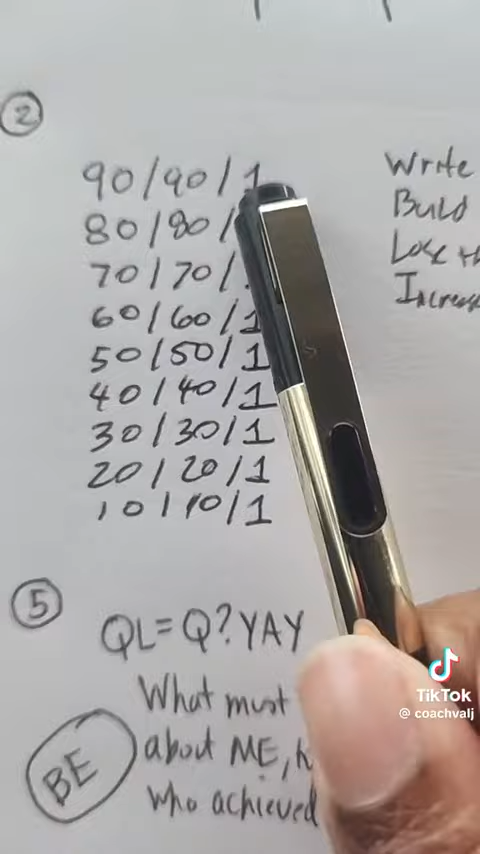 ②
90/90/1
80/80/
70/70/
60/60/1
50/50/1
40/40/1
30/30/1
20/20/1
10/10/1
Write
Build
Lose
Increase
⑤
QL=Q?YAY
What must
about ME,
BE
who achieved
TikTok
@ coachvalj